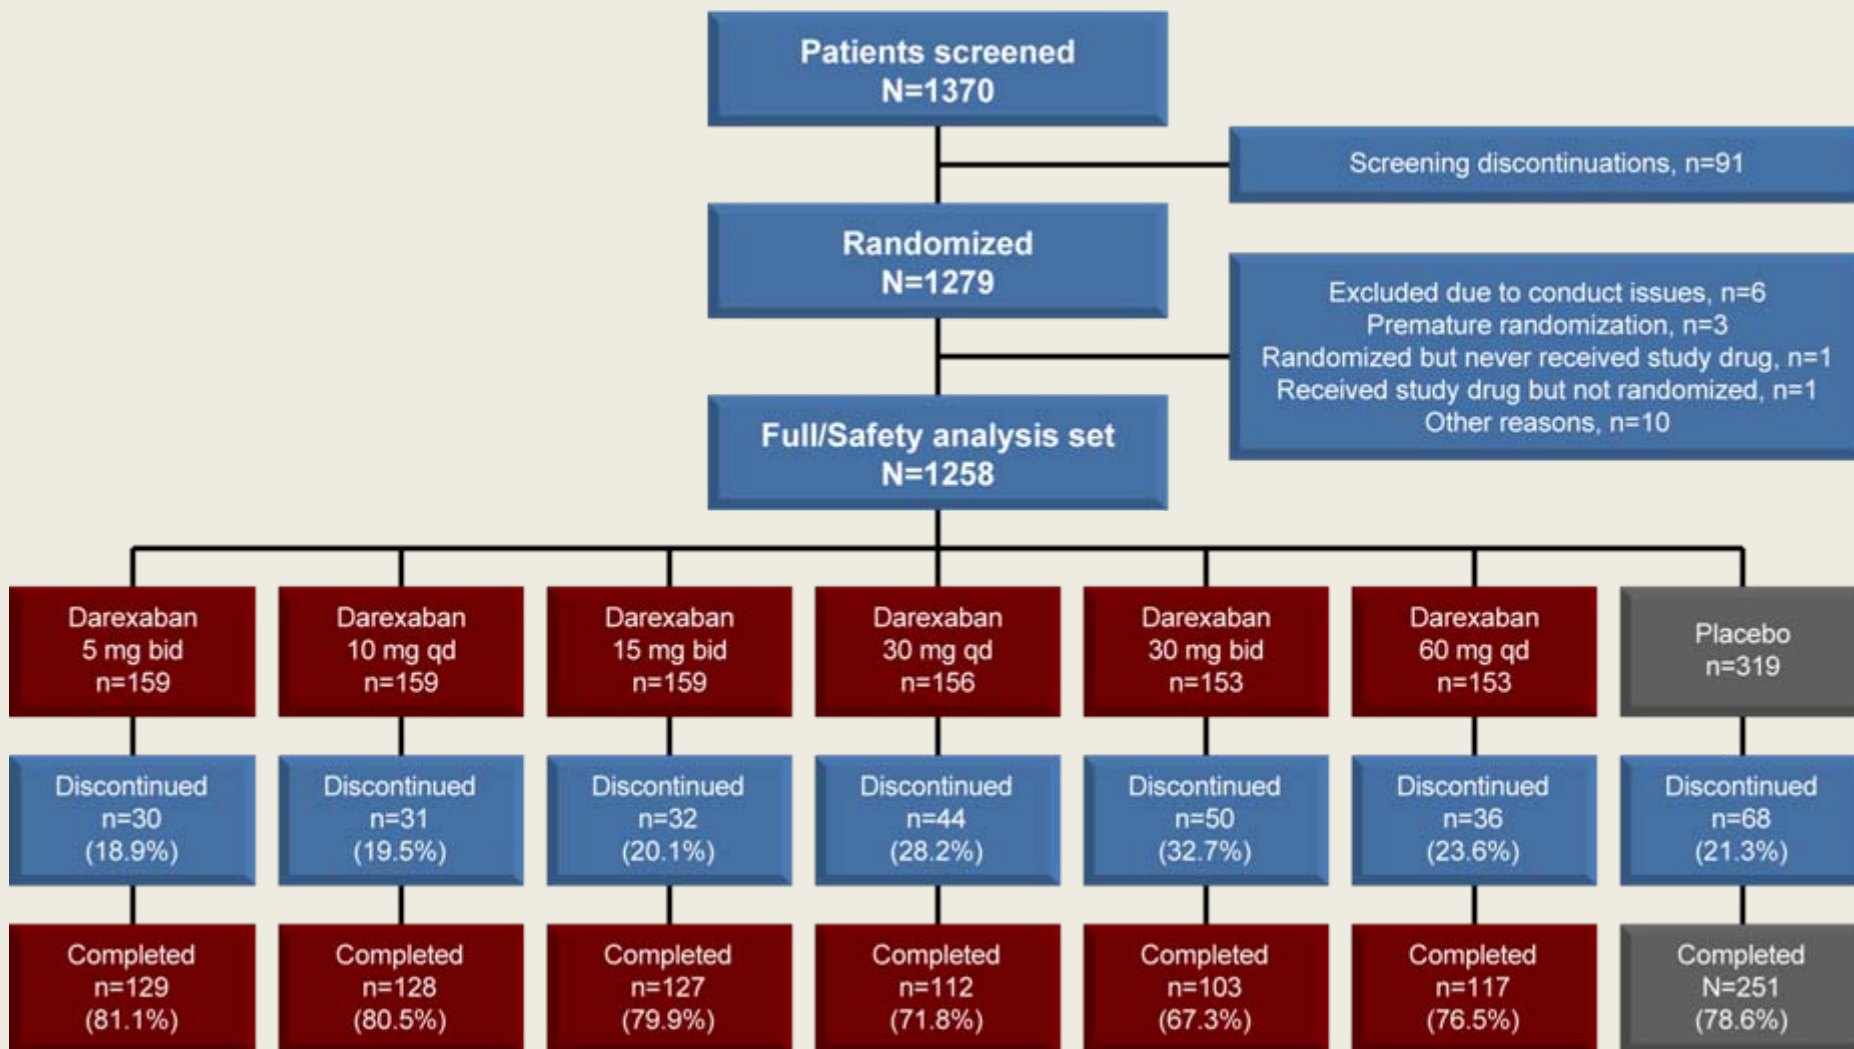 Patients screened
N=1370
Screening discontinuations, n=91
Randomized
N=1279
Excluded due to conduct issues, n=6
Premature randomization, n=3
Randomized but never received study drug, n=1
Received study drug but not randomized, n=1
Other reasons, n=10
Full/Safety analysis set
N=1258
Darexaban
5 mg bid
n=159
Darexaban
10 mg qd
n=159
Darexaban
15 mg bid
n=159
Darexaban
30 mg qd
n=156
Darexaban
30 mg bid
n=153
Darexaban
60 mg qd
n=153
Placebo
n=319
Discontinued
n=30
(18.9%)
Discontinued
n=31
(19.5%)
Discontinued
n=32
(20.1%)
Discontinued
n=44
(28.2%)
Discontinued
n=50
(32.7%)
Discontinued
n=36
(23.6%)
Discontinued
n=68
(21.3%)
Completed
n=129
(81.1%)
Completed
n=128
(80.5%)
Completed
n=127
(79.9%)
Completed
n=112
(71.8%)
Completed
n=103
(67.3%)
Completed
n=117
(76.5%)
Completed
N=251
(78.6%)